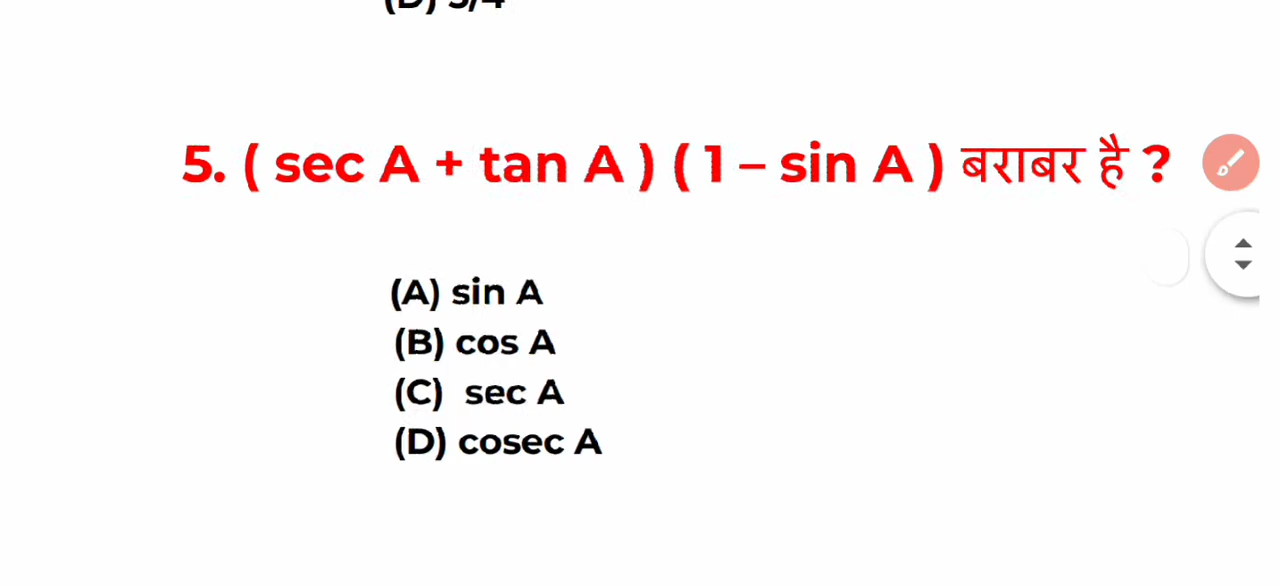 5. ( sec A + tan A ) ( 1 – sin A ) बराबर है ?
(A) sin A
(B) cos A
(C) sec A
(D) cosec A